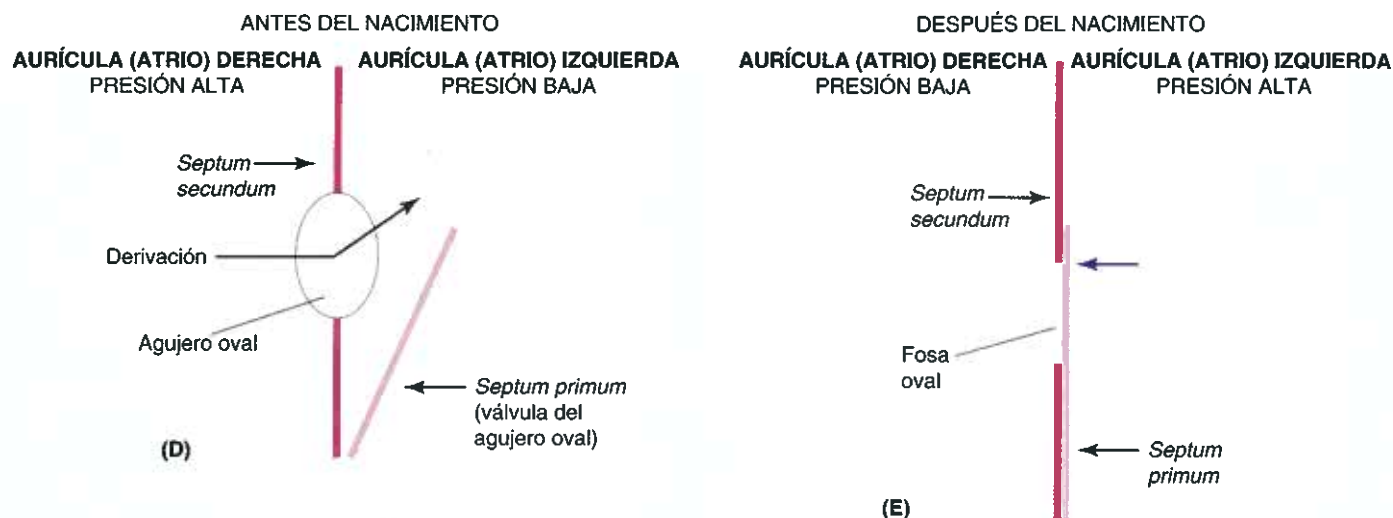 ANTES DEL NACIMIENTO
AURÍCULA (ATRIO) DERECHA
PRESIÓN ALTA
AURÍCULA (ATRIO) IZQUIERDA
PRESIÓN BAJA
Septum
secundum
Derivación
Agujero oval
Septum primum
(válvula del
agujero oval)
(D)
DESPUÉS DEL NACIMIENTO
AURÍCULA (ATRIO) DERECHA
PRESIÓN BAJA
AURÍCULA (ATRIO) IZQUIERDA
PRESIÓN ALTA
Septum
secundum
Fosa
oval
Septum
primum
(E)